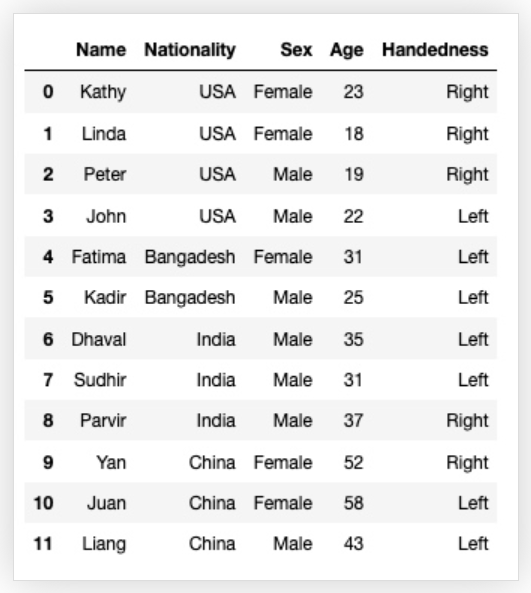 Name Nationality Sex Age Handedness
0 Kathy USA Female 23 Right
1 Linda USA Female 18 Right
2 Peter USA Male 19 Right
3 John USA Male 22 Left
4 Fatima Bangadesh Female 31 Left
5 Kadir Bangadesh Male 25 Left
6 Dhaval India Male 35 Left
7 Sudhir India Male 31 Left
8 Parvir India Male 37 Right
9 Yan China Female 52 Right
10 Juan China Female 58 Left
11 Liang China Male 43 Left